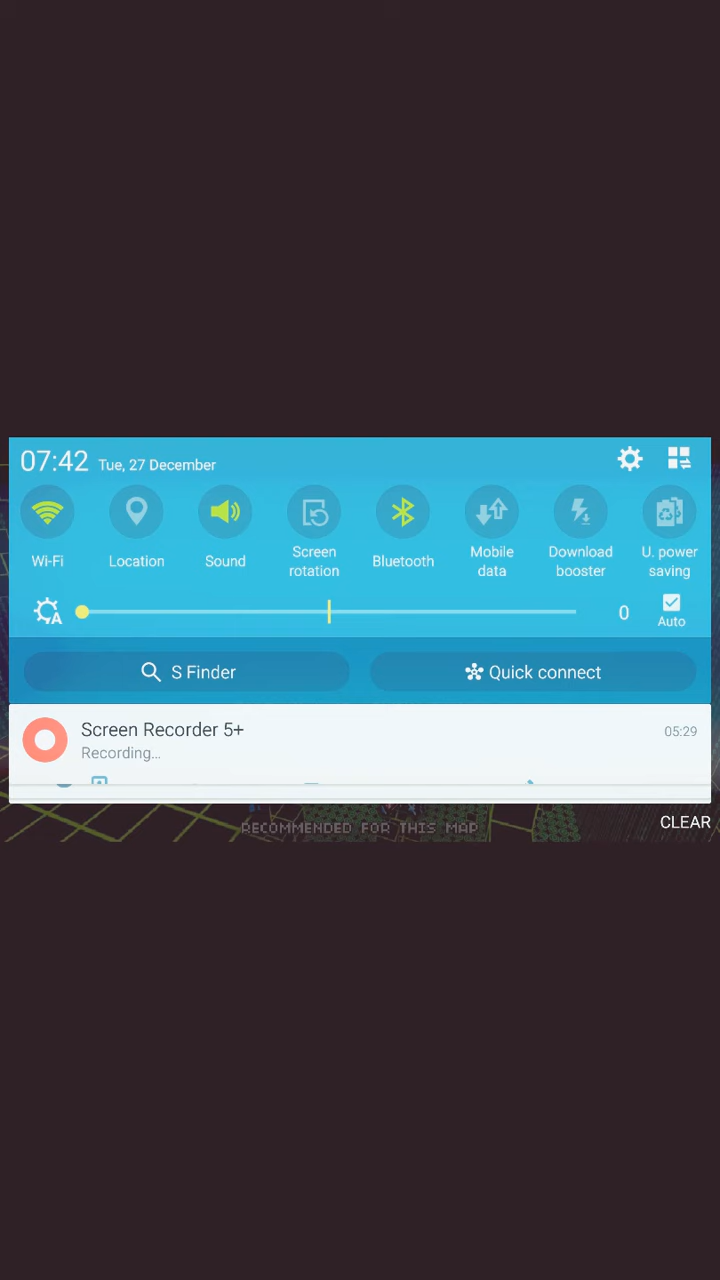 07:42 Tue, 27 December
Wi-Fi
Location
Sound
Screen rotation
Bluetooth
Mobile data
Download booster
U. power saving
A
0
Auto
S Finder
Quick connect
Screen Recorder 5+
05:29
Recording...
RECOMMENDED FOR THIS MAP
CLEAR